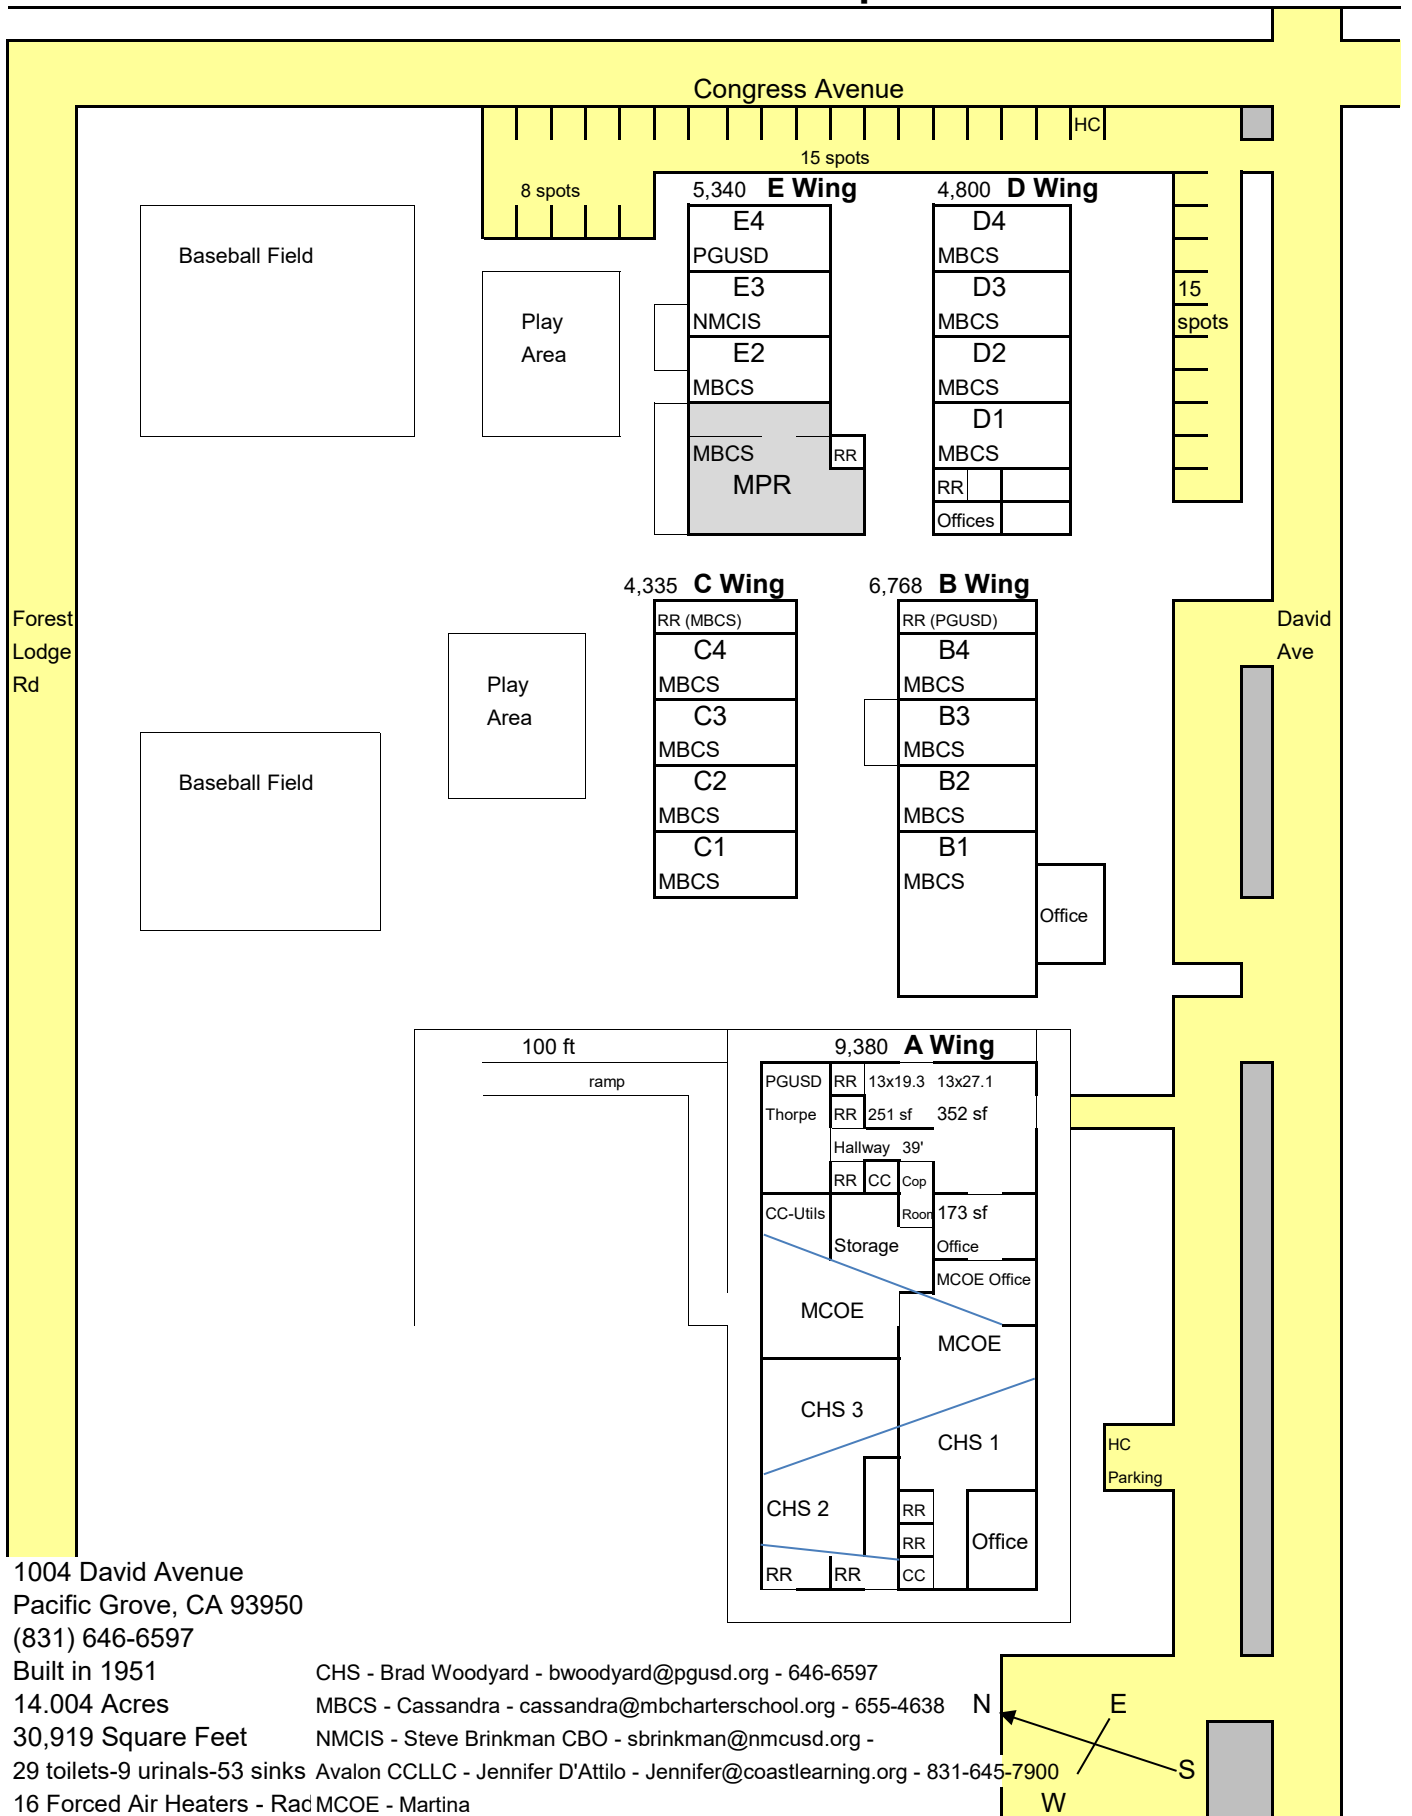 Congress Avenue
HC
15 spots
8 spots
5,340 E Wing
4,800 D Wing
E4
PGUSD
E3
NMCIS
E2
MBCS
MBCS
RR
MPR
D4
MBCS
D3
MBCS
D2
MBCS
D1
MBCS
RR
Offices
15
spots
Baseball Field
Play
Area
4,335 C Wing
6,768 B Wing
Forest
Lodge
Rd
David
Ave
RR (MBCS)
C4
MBCS
C3
MBCS
C2
MBCS
C1
MBCS
RR (PGUSD)
B4
MBCS
B3
MBCS
B2
MBCS
B1
MBCS
Office
Play
Area
Baseball Field
100 ft
ramp
9,380 A Wing
PGUSD RR 13x19.3 13x27.1
Thorpe RR 251 sf 352 sf
Hallway 39'
RR CC Cop
CC-Utils Room 173 sf
Storage Office
MCOE Office
MCOE
MCOE
CHS 3
CHS 1
HC
Parking
CHS 2
RR
RR
Office
RR RR CC
1004 David Avenue
Pacific Grove, CA 93950
(831) 646-6597
Built in 1951
14.004 Acres
30,919 Square Feet
29 toilets-9 urinals-53 sinks
16 Forced Air Heaters - Rad
CHS - Brad Woodyard - bwoodyard@pgusd.org - 646-6597
MBCS - Cassandra - cassandra@mbcharterschool.org - 655-4638
NMCIS - Steve Brinkman CBO - sbrinkman@nmcusd.org -
Avalon CCLLC - Jennifer D'Attilo - Jennifer@coastlearning.org - 831-645-7900
MCOE - Martina
N
E
S
W